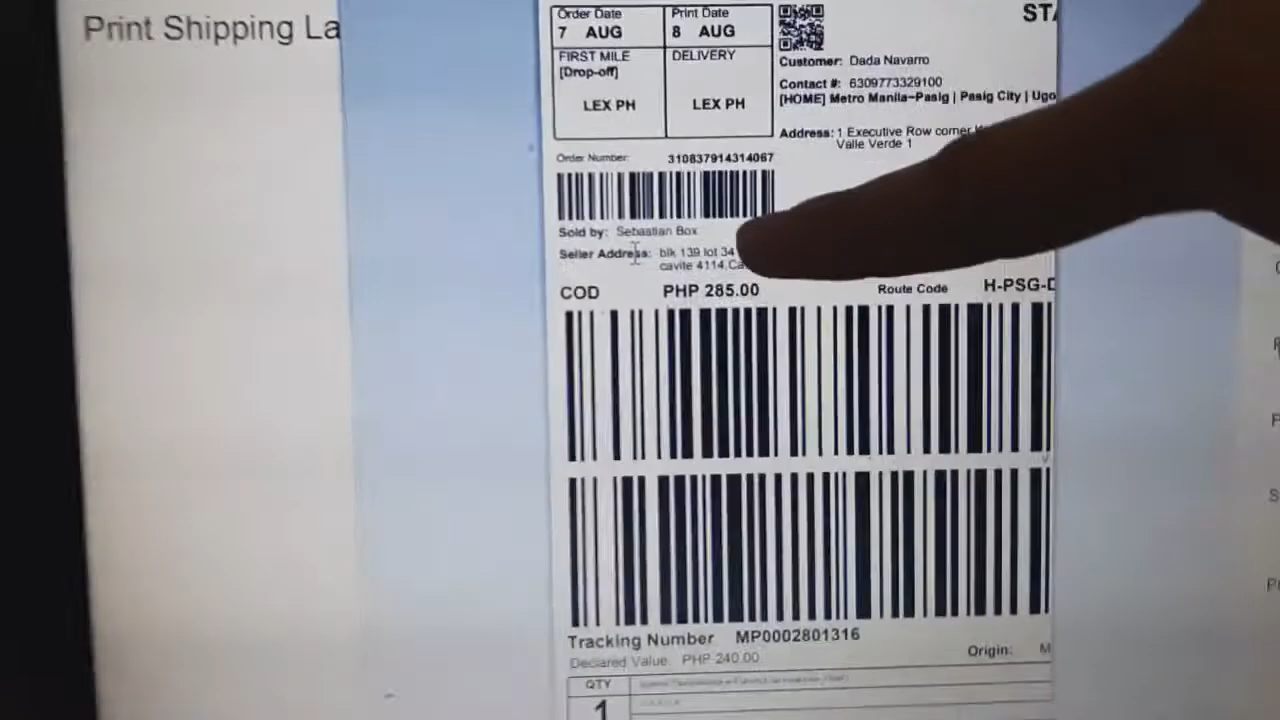 Print Shipping La
Order Date
7 AUG
Print Date
8 AUG
FIRST MILE
[Drop-off]
LEX PH
DELIVERY
LEX PH
STA
Customer: Dada Navarro
Contact #: 6309773329100
[HOME] Metro Manila-Pasig | Pasig City | Ugo
Address: 1 Executive Row corner
Valle Verde 1
Order Number: 310837914314067
Sold by: Sebastian Box
Seller Address: blk 139 lot 34
cavite 4114,Ca
COD PHP 285.00 Route Code H-PSG-D
Tracking Number MP0002801316
Declared Value: PHP 240.00
Origin: M
QTY
1